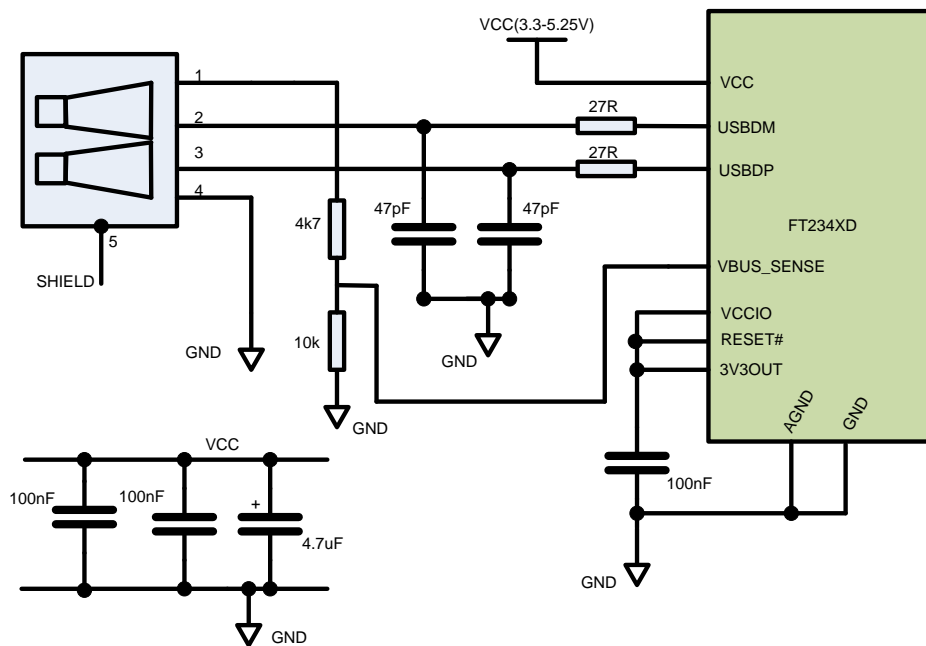 VCC(3.3-5.25V)
1
VCC
27R
2
USBDM
27R
3
USBDP
4
47pF
47pF
4k7
FT234XD
5
SHIELD
VBUS_SENSE
VCCIO
10k
RESET#
GND
GND
3V3OUT
AGND
GND
GND
VCC
100nF
100nF
100nF
+
4.7uF
GND
GND